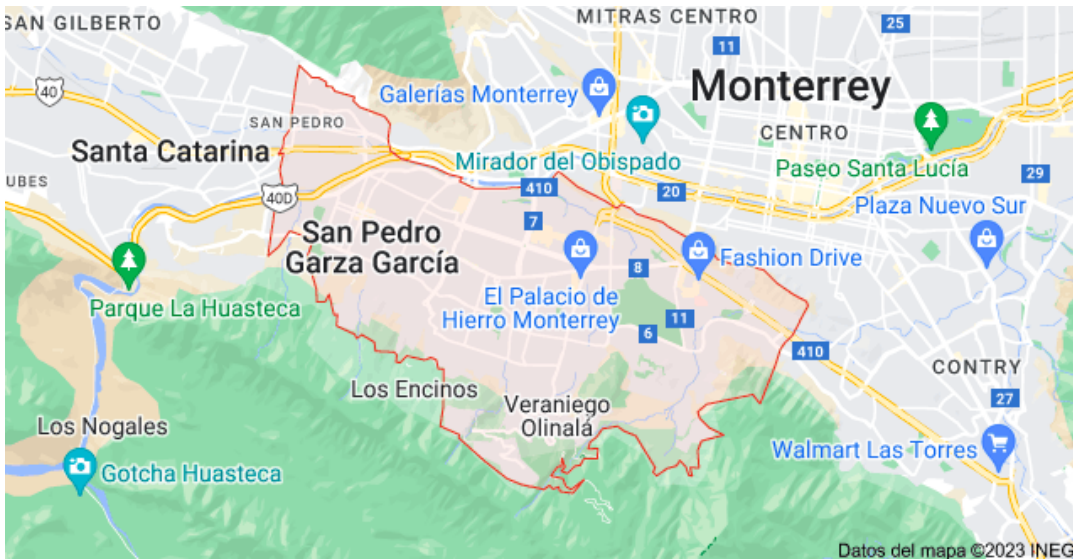 SAN GILBERTO
MITRAS CENTRO
25
11
40
Galerías Monterrey
Monterrey
SAN PEDRO
CENTRO
Santa Catarina
Mirador del Obispado
Paseo Santa Lucía
UBES
410
20
29
40D
7
Plaza Nuevo Sur
San Pedro
Garza García
Fashion Drive
8
Parque La Huasteca
El Palacio de
Hierro Monterrey
11
6
410
CONTRY
Los Encinos
27
Veraniego
Olinalá
Los Nogales
Walmart Las Torres
Gotcha Huasteca
Datos del mapa ©2023 INEG